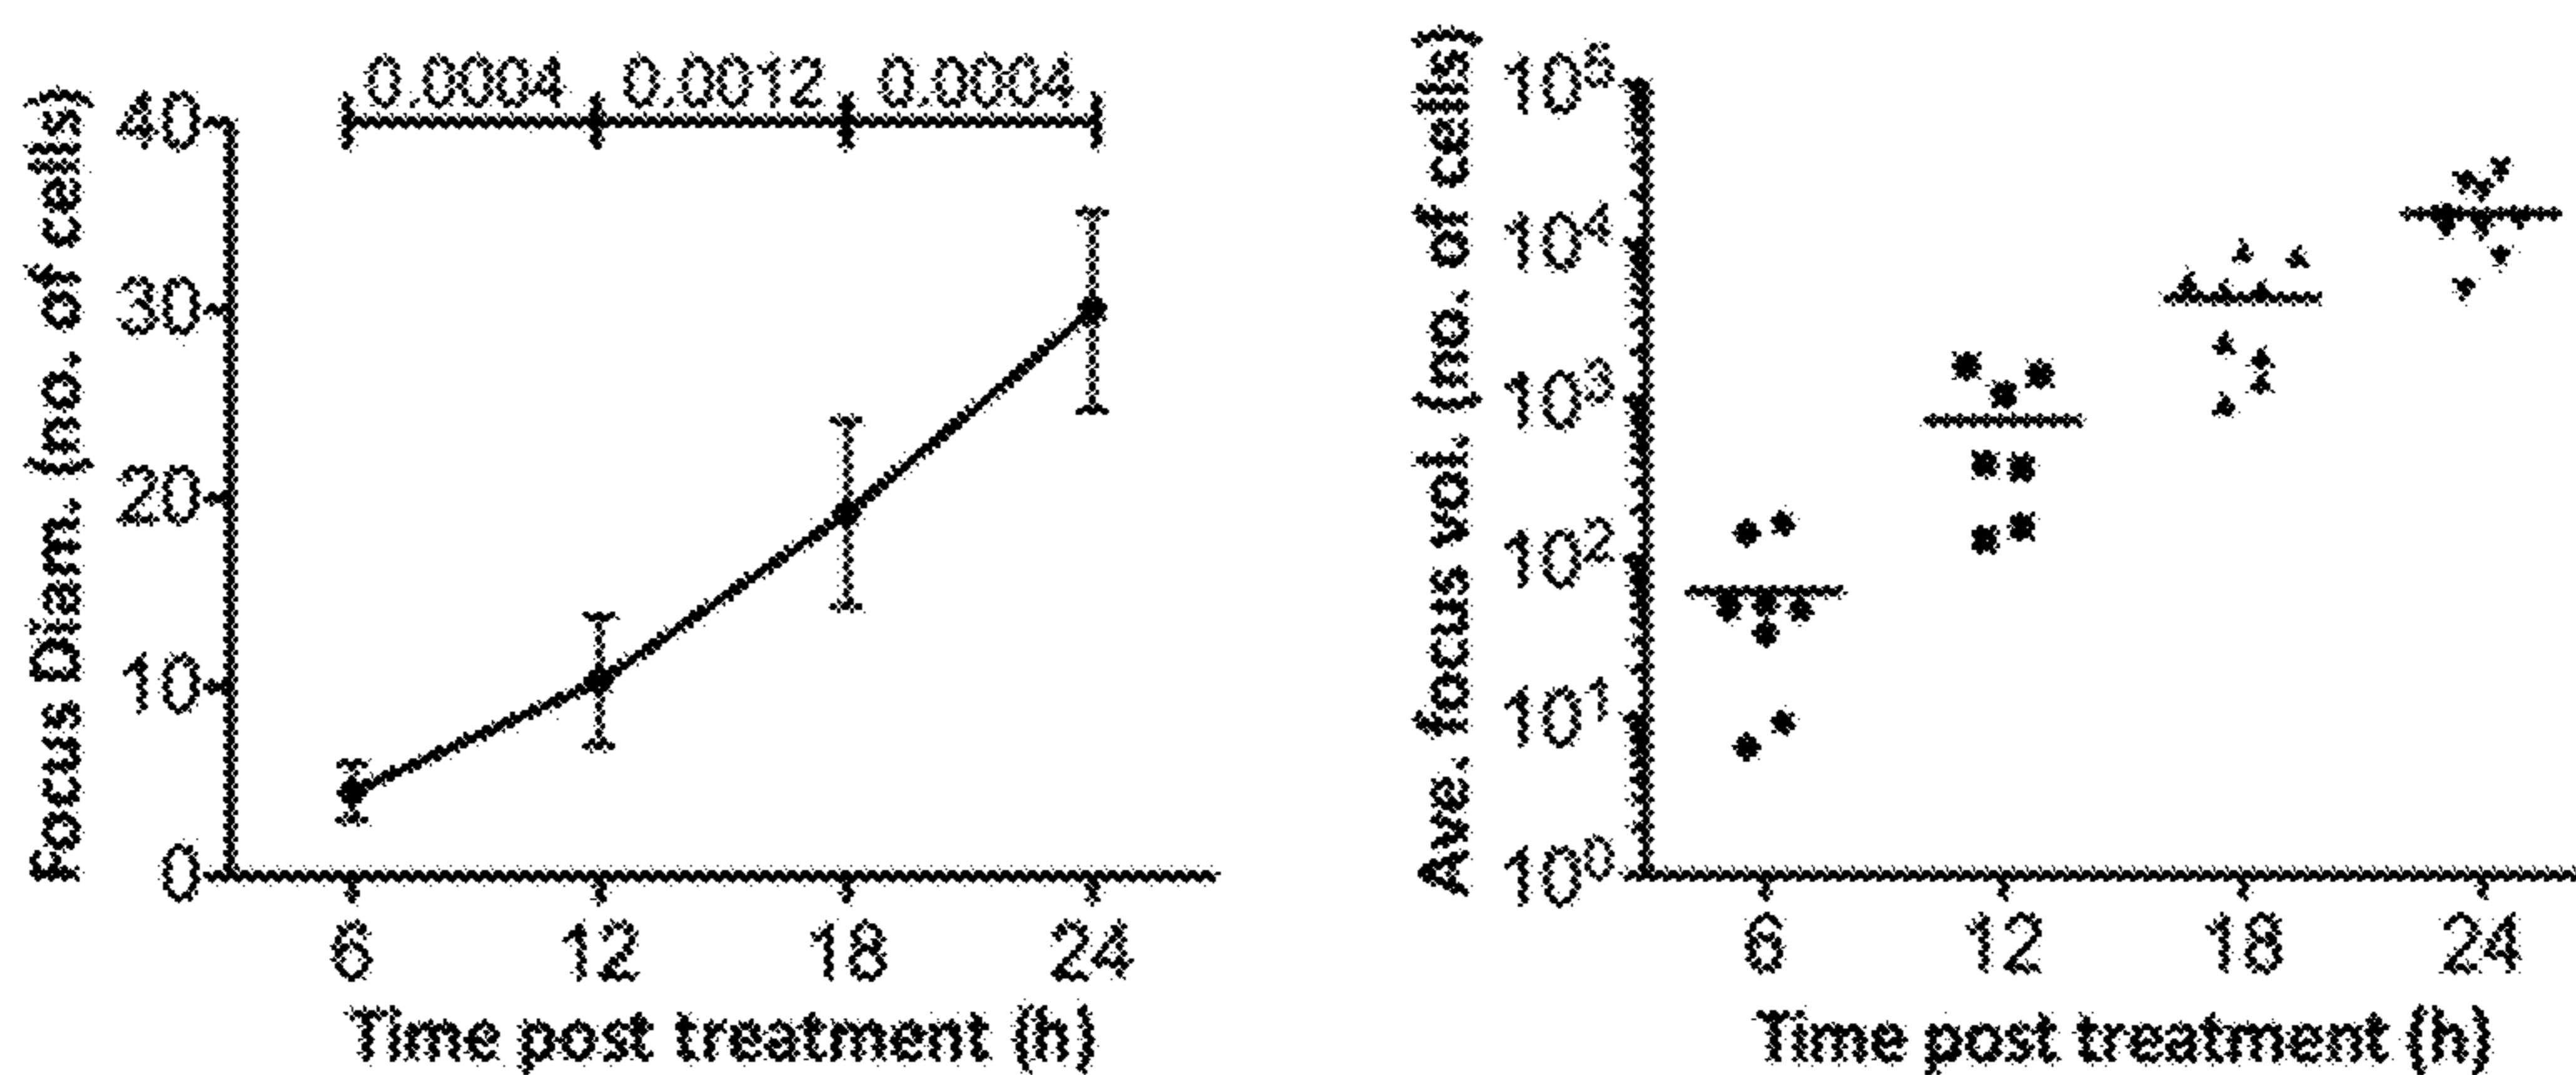 Focus Diam. (no. of cells)
40
30
20
10
0
0.0004 0.0012 0.0004
6 12 18 24
Time post treatment (h)
Ave. focus vol. (no. of cells)
10⁵
10⁴
10³
10²
10¹
10⁰
6 12 18 24
Time post treatment (h)